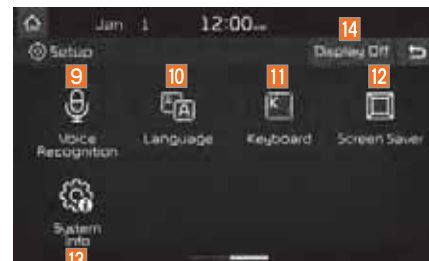 Jan 1 12:00
14
Setup Display Off
9 10 11 12
Voice Recognition Language Keyboard Screen Saver
System Info
13